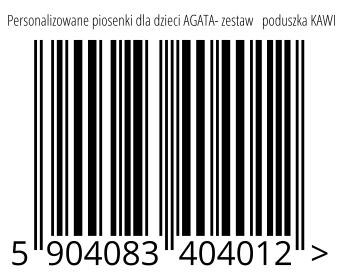 Personalizowane piosenki dla dzieci AGATA- zestaw poduszka KAWI
5 904083 404012 >